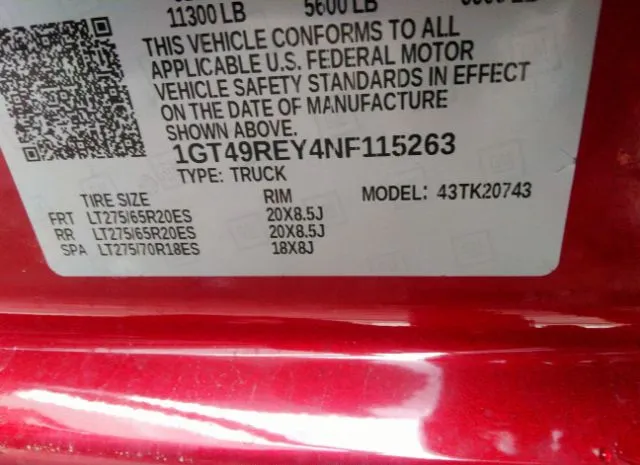 11300 LB 5600 LB
THIS VEHICLE CONFORMS TO ALL
APPLICABLE U.S. FEDERAL MOTOR
VEHICLE SAFETY STANDARDS IN EFFECT
ON THE DATE OF MANUFACTURE
SHOWN ABOVE.
1GT49REY4NF115263
TYPE: TRUCK MODEL: 43TK20743
TIRE SIZE RIM
FRT LT275/65R20ES 20X8.5J
RR LT275/65R20ES 20X8.5J
SPA LT275/70R18ES 18X8J